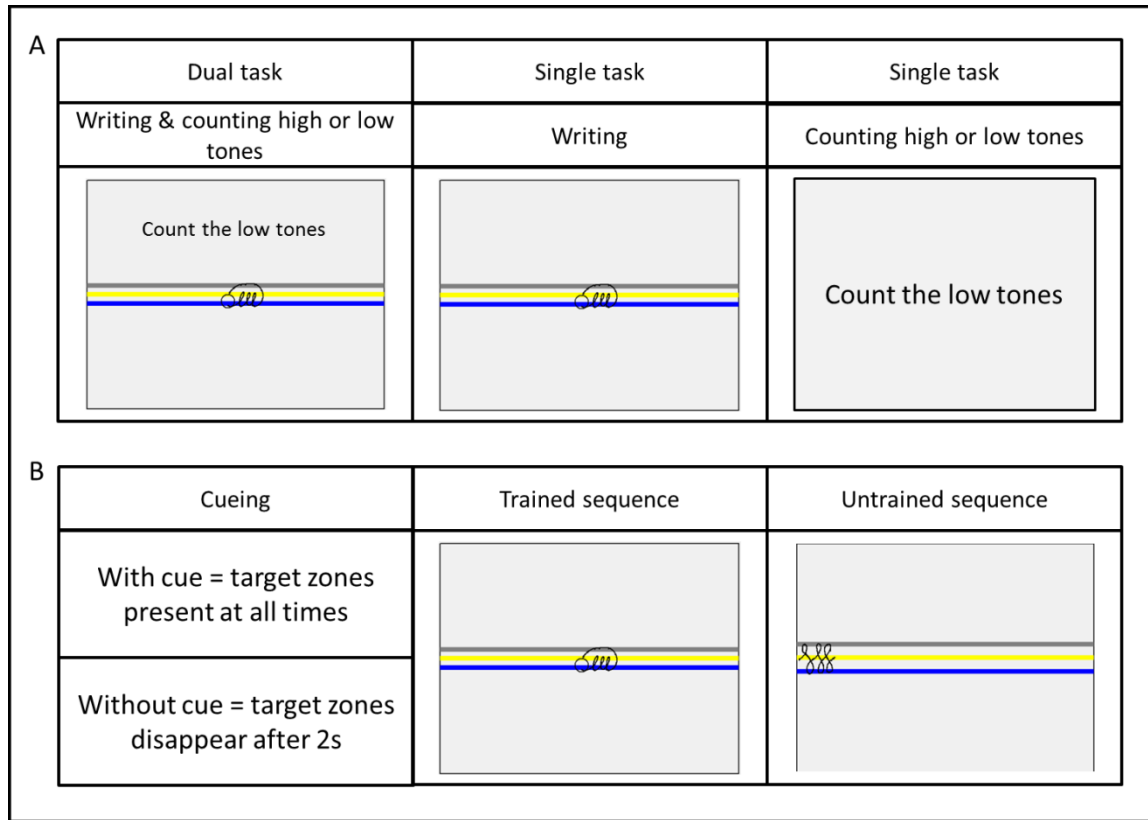 A
Dual task
Single task
Single task
Writing & counting high or low
tones
Writing
Counting high or low tones
Count the low tones
Count the low tones
B
Cueing
Trained sequence
Untrained sequence
With cue = target zones
present at all times
Without cue = target zones
disappear after 2s